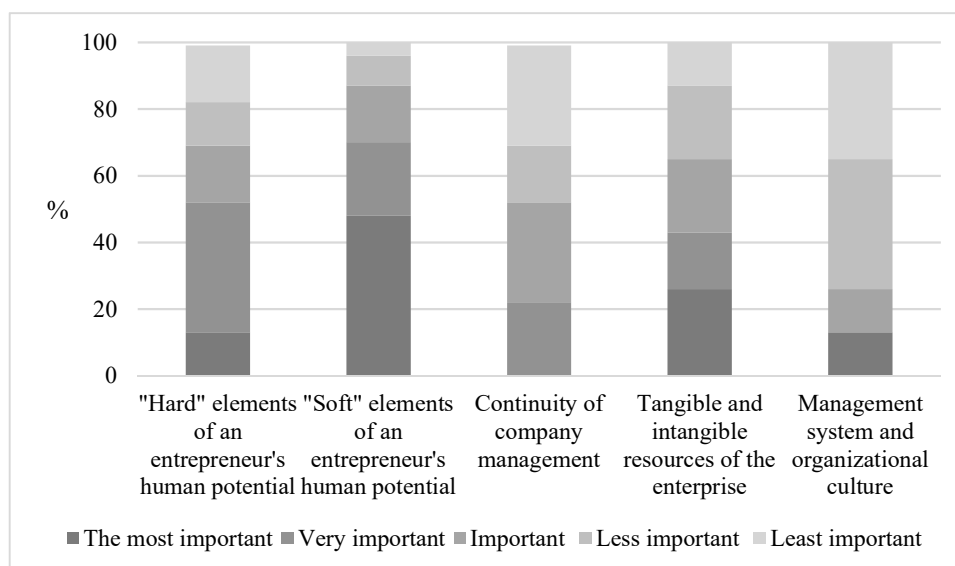 100
80
60
%
40
20
0
"Hard" elements of an entrepreneur's human potential
"Soft" elements of an entrepreneur's human potential
Continuity of company management
Tangible and intangible resources of the enterprise
Management system and organizational culture
The most important Very important Important Less important Least important